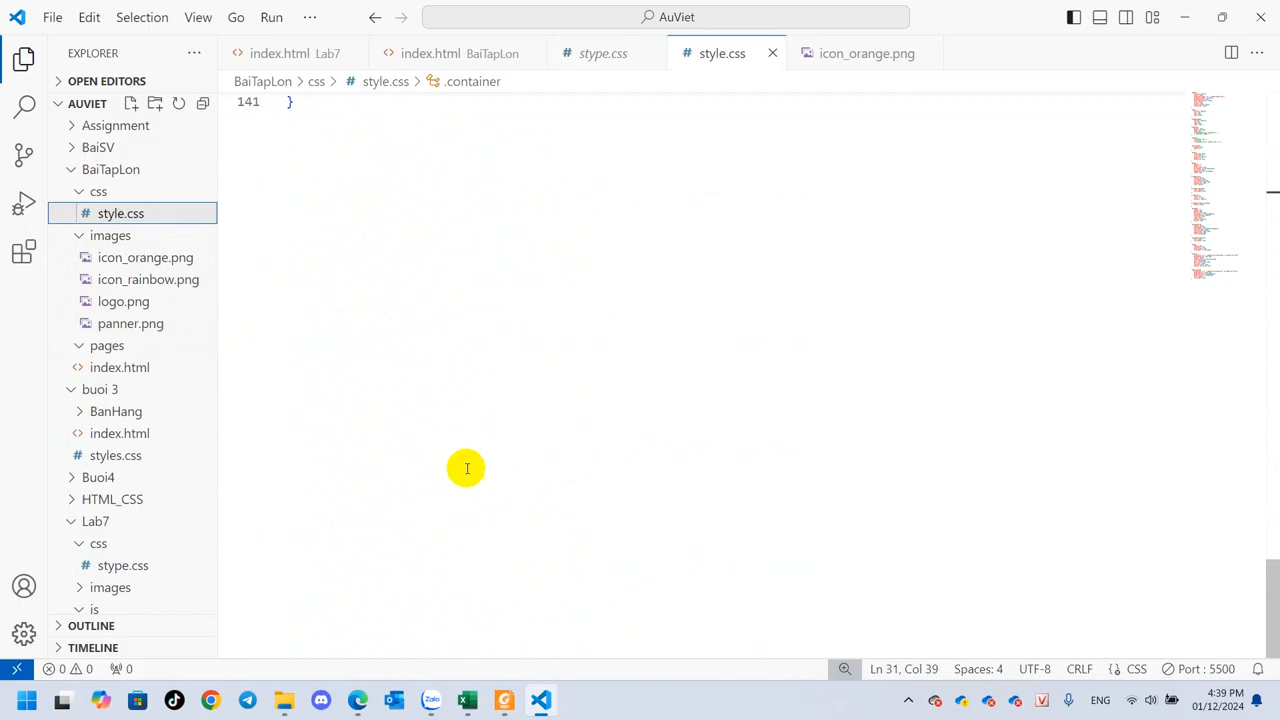 File Edit Selection View Go Run ··· AuViet
EXPLORER ··· index.html Lab7 index.html BaiTapLon # stype.css # style.css icon_orange.png ···
OPEN EDITORS BaiTapLon > css > # style.css > .container
AUVIET 141 }
Assignment
BaiSV
BaiTapLon
css
# style.css
images
icon_orange.png
icon_rainbow.png
logo.png
panner.png
pages
<> index.html
buoi 3
BanHang
<> index.html
# styles.css
Buoi4
HTML_CSS
Lab7
css
# stype.css
images
is
OUTLINE
TIMELINE
0 0 0 Ln 31, Col 39 Spaces: 4 UTF-8 CRLF {} CSS Port : 5500
Zalo ENG 4:39 PM
01/12/2024